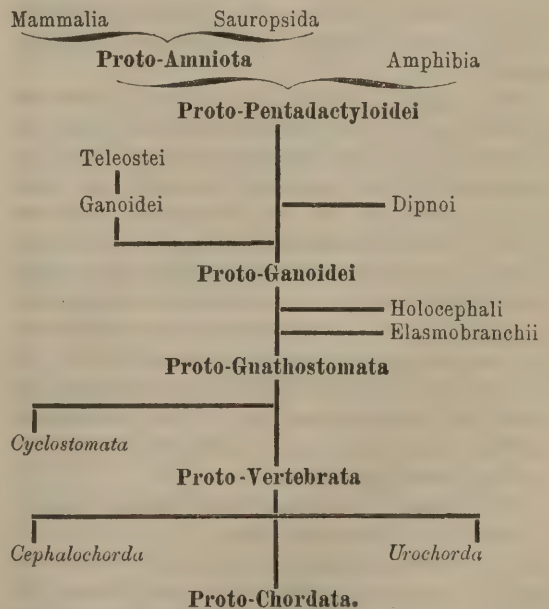 Mammalia Sauropsida
Proto-Amniota Amphibia
Proto-Pentadactyloidei
Teleostei
Ganoidei Dipnoi
Proto-Ganoidei
Holocephali
Elasmobranchii
Proto-Gnathostomata
Cyclostomata
Proto-Vertebrata
Cephalochorda Urochorda
Proto-Chordata.